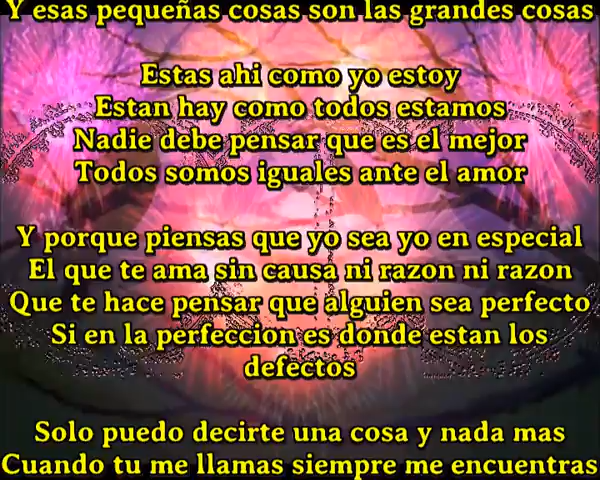 Y esas pequeñas cosas son las grandes cosas
Estas ahi como yo estoy
Estan hay como todos estamos
Nadie debe pensar que es el mejor
Todos somos iguales ante el amor
Y porque piensas que yo sea yo en especial
El que te ama sin causa ni razon ni razon
Que te hace pensar que alguien sea perfecto
Si en la perfeccion es donde estan los
defectos
Solo puedo decirte una cosa y nada mas
Cuando tu me llamas siempre me encuentras